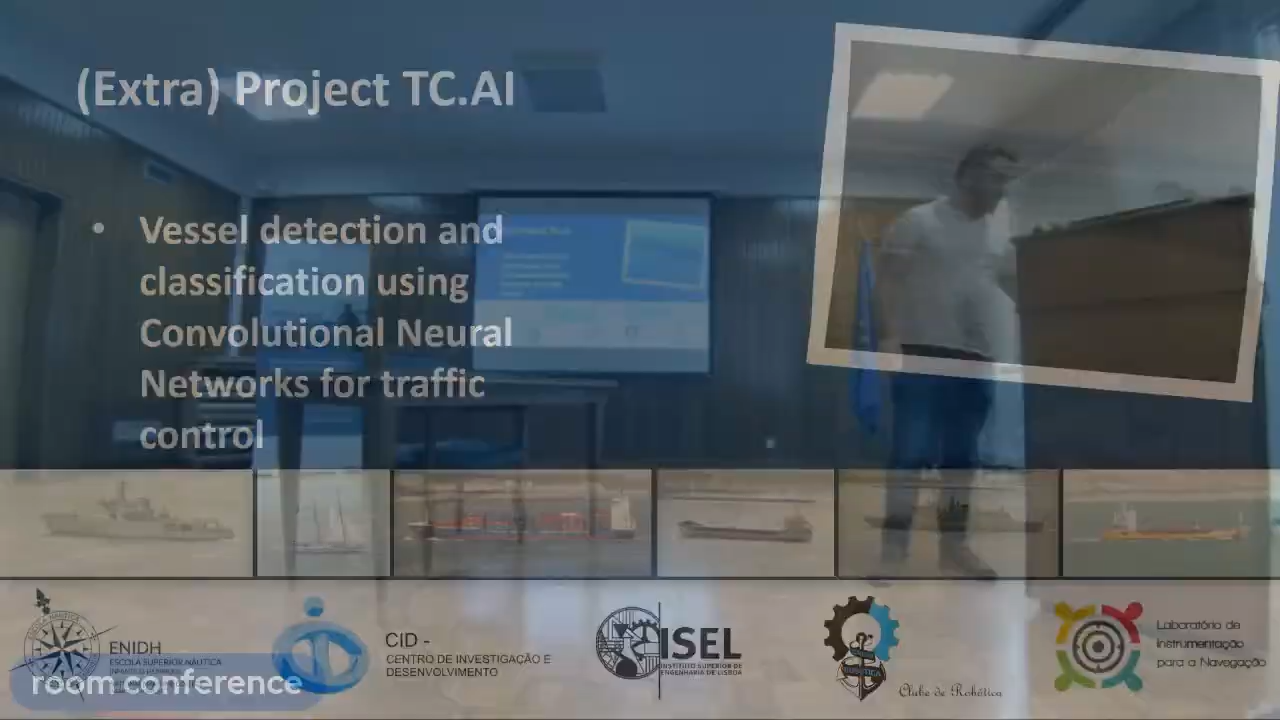 (Extra) Project TC.AI
• Vessel detection and
classification using
Convolutional Neural
Networks for traffic
control
ENIDH
ESCOLA SUPERIOR NÁUTICA
CID -
CENTRO DE INVESTIGAÇÃO E
DESENVOLVIMENTO
ISEL
INSTITUTO SUPERIOR DE
ENGENHARIA DE LISBOA
Clube de Robótica
Laboratório de
Instrumentação
para a Navegação
room conference